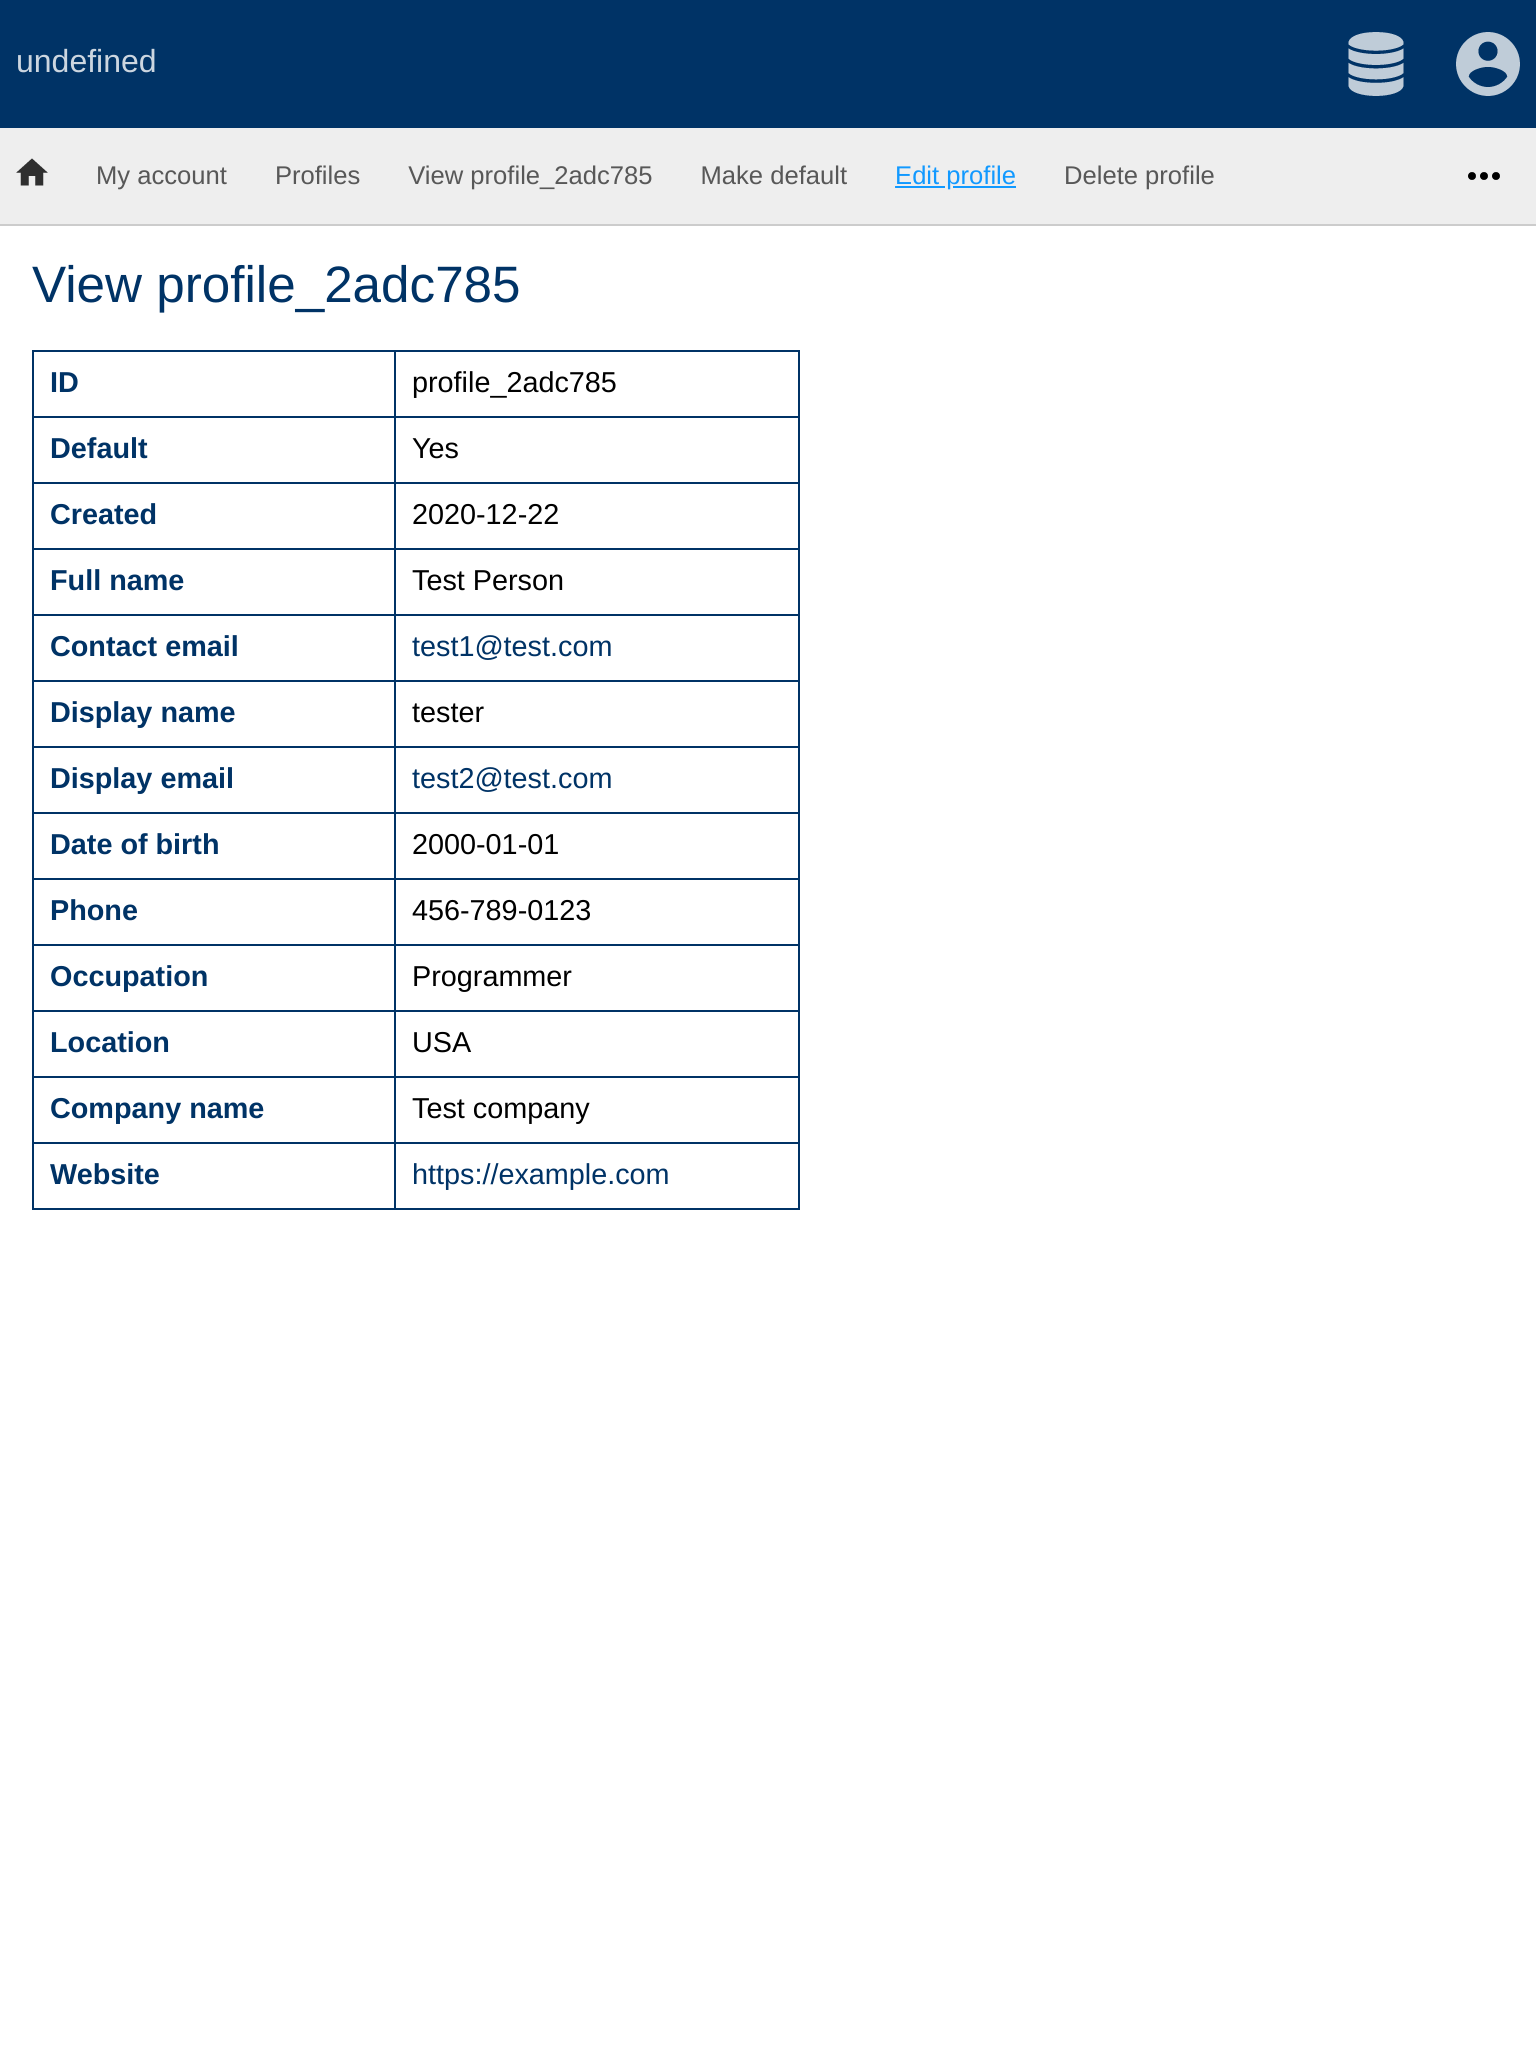 undefined
My account Profiles View profile_2adc785 Make default Edit profile Delete profile
View profile_2adc785
ID profile_2adc785
Default Yes
Created 2020-12-22
Full name Test Person
Contact email test1@test.com
Display name tester
Display email test2@test.com
Date of birth 2000-01-01
Phone 456-789-0123
Occupation Programmer
Location USA
Company name Test company
Website https://example.com